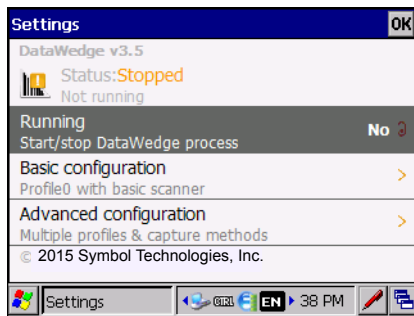 Settings OK
DataWedge v3.5
Status:Stopped
Not running
Running
Start/stop DataWedge process
No
Basic configuration
Profile0 with basic scanner
Advanced configuration
Multiple profiles & capture methods
© 2015 Symbol Technologies, Inc.
Settings CTRL EN 38 PM